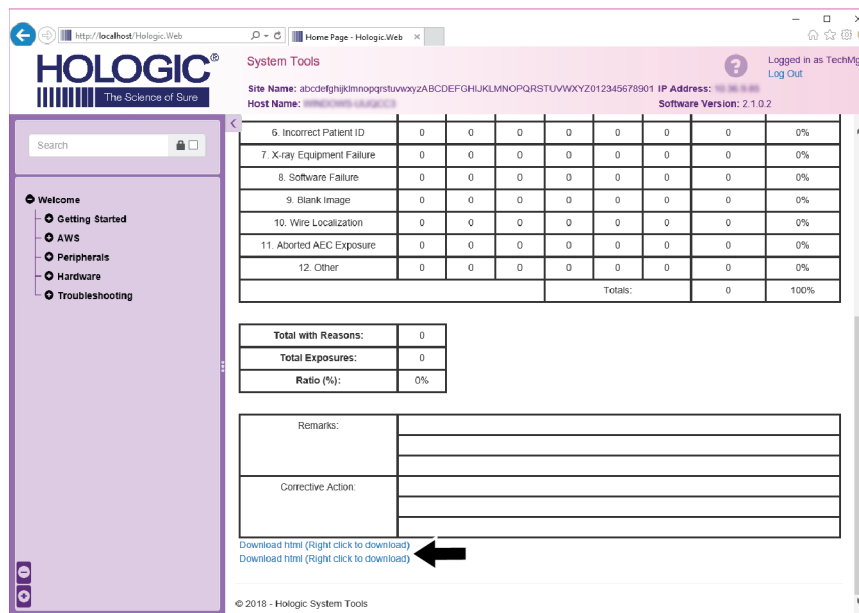 http://localhost/Hologic.Web
Home Page - Hologic.Web
HOLOGIC®
The Science of Sure
System Tools
Logged in as TechMg
Log Out
Site Name: abcdefghijklmnopqrstuvwxyzABCDEFGHIJKLMNOPQRSTUVWXYZ012345678901 IP Address:
Host Name:
Software Version: 2.1.0.2
Search
Welcome
Getting Started
AWS
Peripherals
Hardware
Troubleshooting
6. Incorrect Patient ID 0 0 0 0 0 0 0 0%
7. X-ray Equipment Failure 0 0 0 0 0 0 0 0%
8. Software Failure 0 0 0 0 0 0 0 0%
9. Blank Image 0 0 0 0 0 0 0 0%
10. Wire Localization 0 0 0 0 0 0 0 0%
11. Aborted AEC Exposure 0 0 0 0 0 0 0 0%
12. Other 0 0 0 0 0 0 0 0%
Totals: 0 100%
Total with Reasons: 0
Total Exposures: 0
Ratio (%): 0%
Remarks:
Corrective Action:
Download html (Right click to download)
Download html (Right click to download)
© 2018 - Hologic System Tools